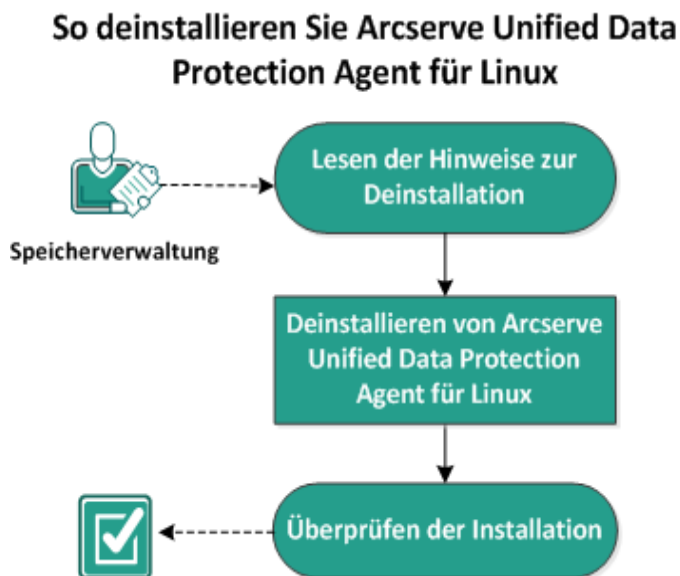 So deinstallieren Sie Arcserve Unified Data
Protection Agent für Linux
Lesen der Hinweise zur
Deinstallation
Speicherverwaltung
Deinstallieren von Arcserve
Unified Data Protection
Agent für Linux
Überprüfen der Installation